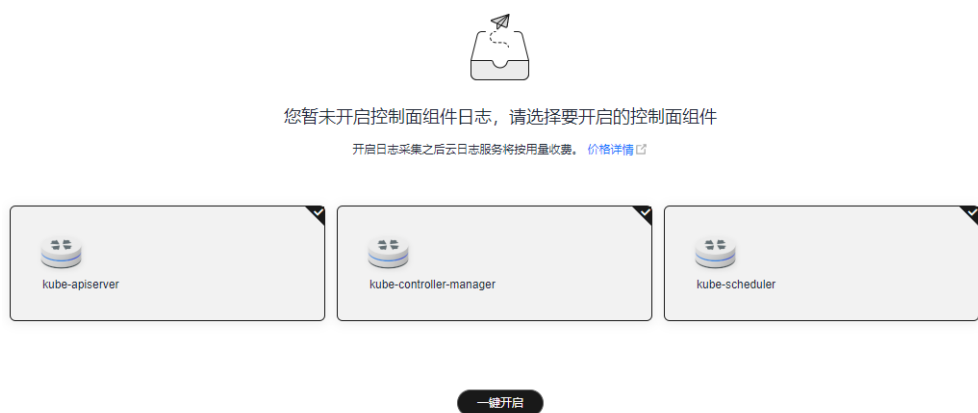 您暂未开启控制面组件日志，请选择要开启的控制面组件
开启日志采集之后云日志服务将按用量收费。 价格详情
kube-apiserver
kube-controller-manager
kube-scheduler
一键开启